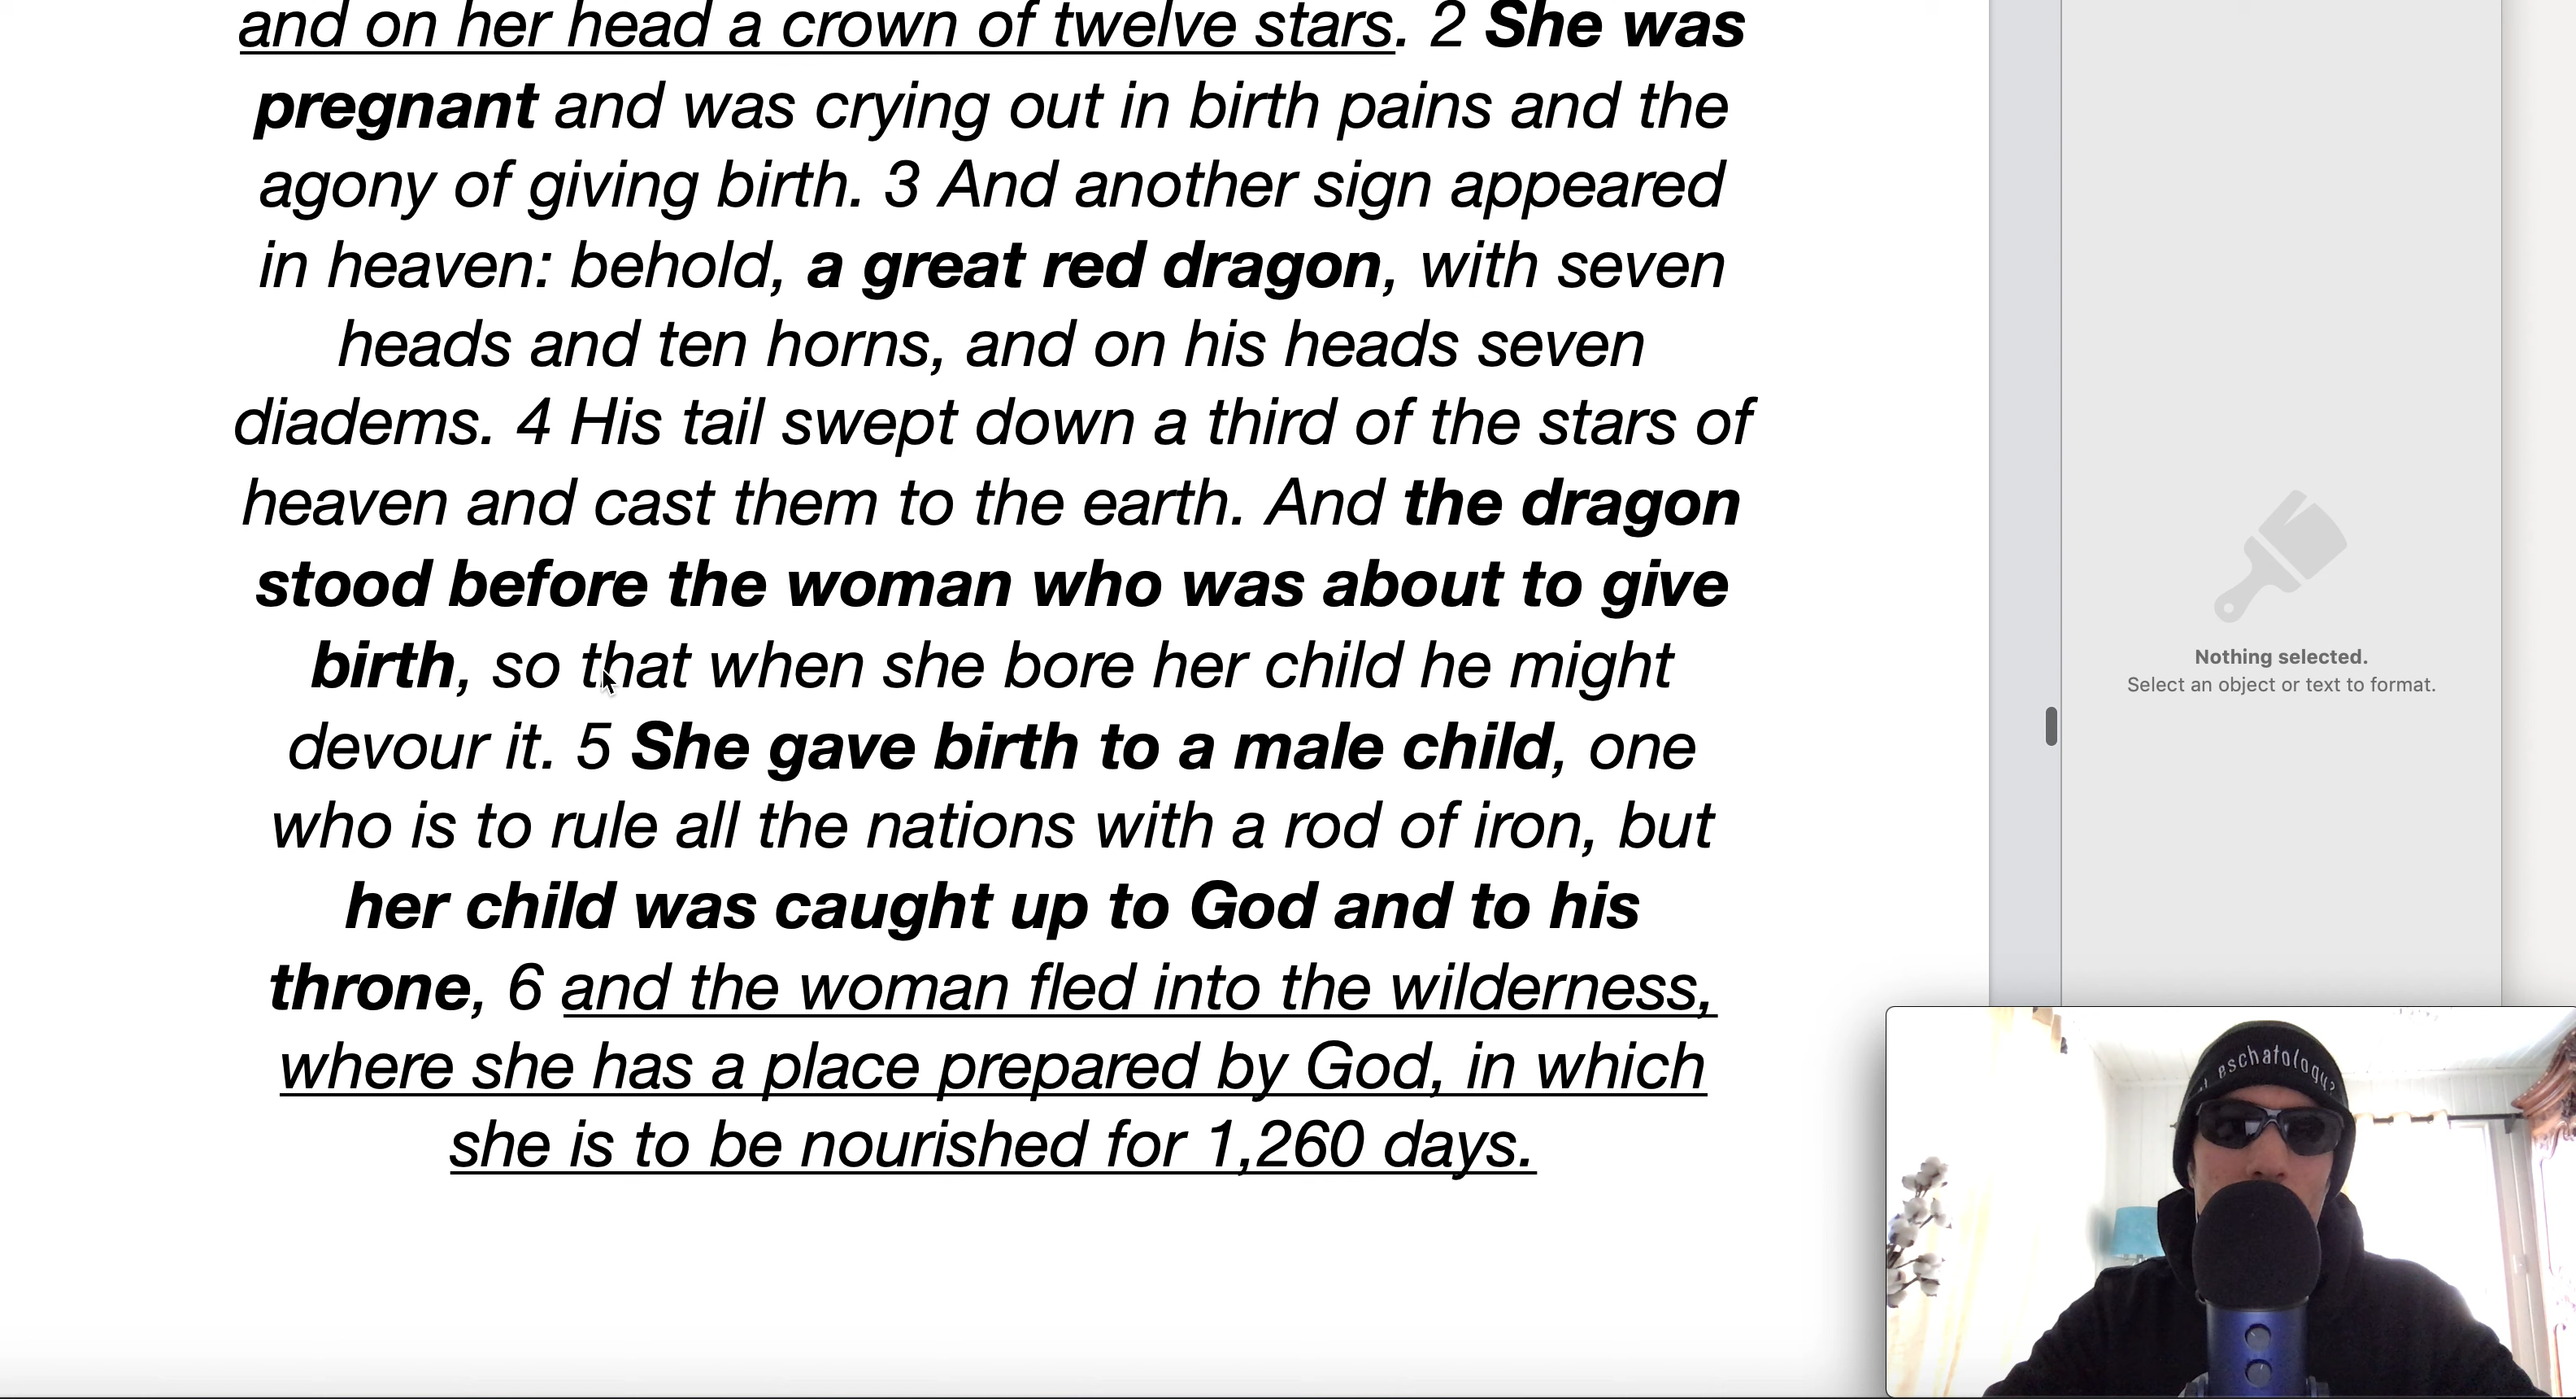 and on her head a crown of twelve stars. 2 She was
pregnant and was crying out in birth pains and the
agony of giving birth. 3 And another sign appeared
in heaven: behold, a great red dragon, with seven
heads and ten horns, and on his heads seven
diadems. 4 His tail swept down a third of the stars of
heaven and cast them to the earth. And the dragon
stood before the woman who was about to give
birth, so that when she bore her child he might
devour it. 5 She gave birth to a male child, one
who is to rule all the nations with a rod of iron, but
her child was caught up to God and to his
throne, 6 and the woman fled into the wilderness,
where she has a place prepared by God, in which
she is to be nourished for 1,260 days.
Nothing selected.
Select an object or text to format.
eschatology?